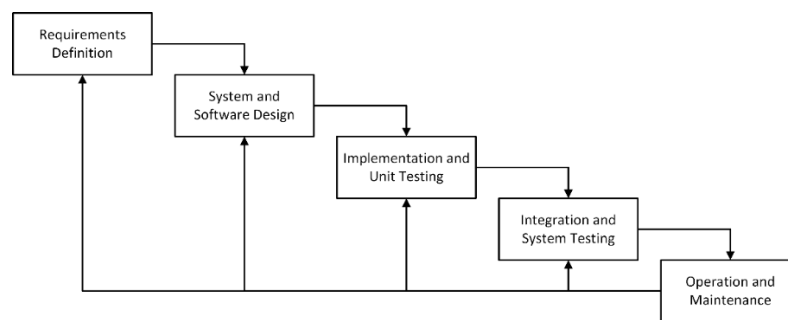 Requirements
Definition
System and
Software Design
Implementation and
Unit Testing
Integration and
System Testing
Operation and
Maintenance